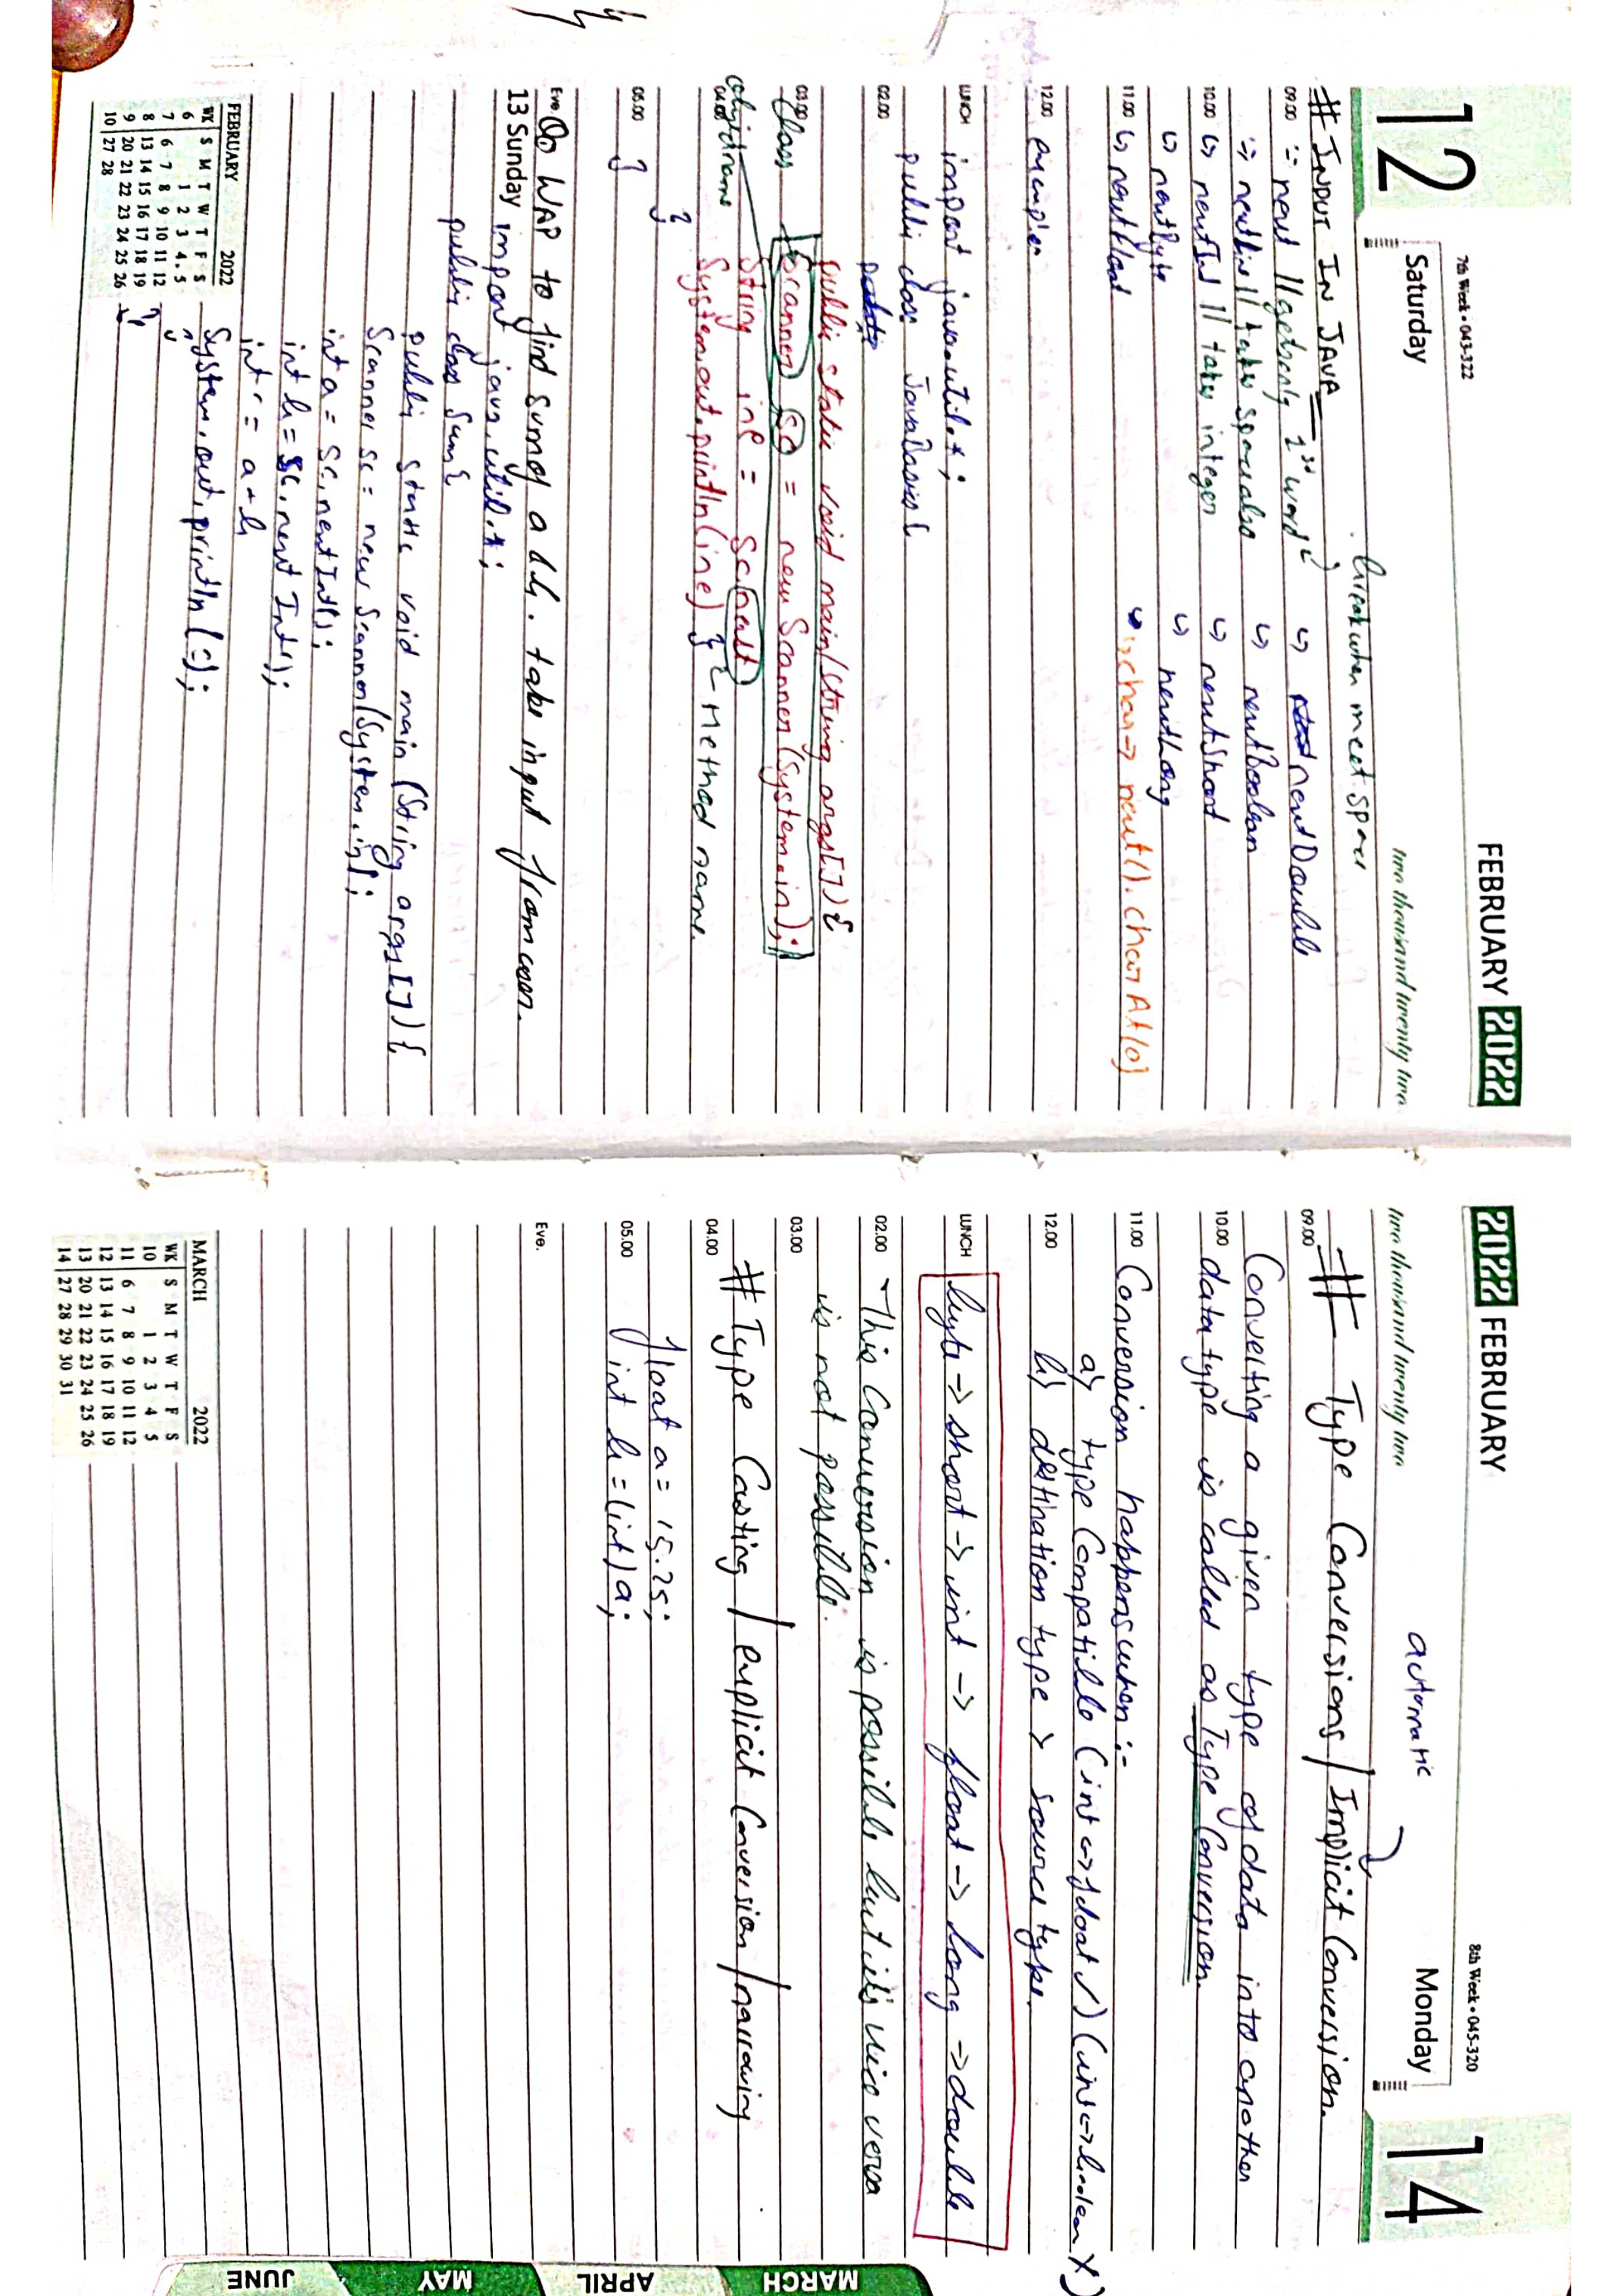 FEBRUARY 2022
12
7th Week • 043-322
Saturday
two thousand twenty two
break when meet space
# INPUT IN JAVA
09.00 next // gets only 1st word
nextLine // takes space also
10.00 nextInt // takes integer
nextByte
11.00 nextFloat
nextDouble
nextBoolean
nextShort
nextLong
char -> next().charAt(0)
12.00 example
LUNCH import java.util.*;
public class JavaBasics {
02.00
public static void main(String args[]) {
03.00 class Scanner sc = new Scanner(System.in);
String ine = sc.next
object name
04.00 System.out.println(ine) } Method name.
}
05.00 }
Eve. Q. WAP to find sum of a & b. take input from user.
13 Sunday import java.util.*;
public class Sum {
public static void main (String args[]) {
Scanner sc = new Scanner(System.in);
int a = sc.nextInt();
int b = sc.nextInt();
int c = a + b
System.out.println(c);
}
}
FEBRUARY 2022
WK S M T W T F S
6 1 2 3 4 5
7 6 7 8 9 10 11 12
8 13 14 15 16 17 18 19
9 20 21 22 23 24 25 26
10 27 28
2022 FEBRUARY
8th Week • 045-320
14
Monday
two thousand twenty two
automatic
# Type Conversions / Implicit Conversion.
09.00
Converting a given type of data into another
10.00 data type is called as Type Conversion.
11.00 Conversion happens when :-
a) type Compatible (int <-> float ✓) (int <-> boolean X)
12.00 b) destination type > source type.
LUNCH byte -> short -> int -> float -> long -> double
02.00 This Conversion is possible but it's vice versa
is not possible.
03.00
# Type Casting / explicit Conversion / narrowing
04.00
float a = 15.25;
05.00 int b = (int) a;
Eve.
MARCH 2022
WK S M T W T F S
10 1 2 3 4 5
11 6 7 8 9 10 11 12
12 13 14 15 16 17 18 19
13 20 21 22 23 24 25 26
14 27 28 29 30 31
MARCH
APRIL
MAY
JUNE